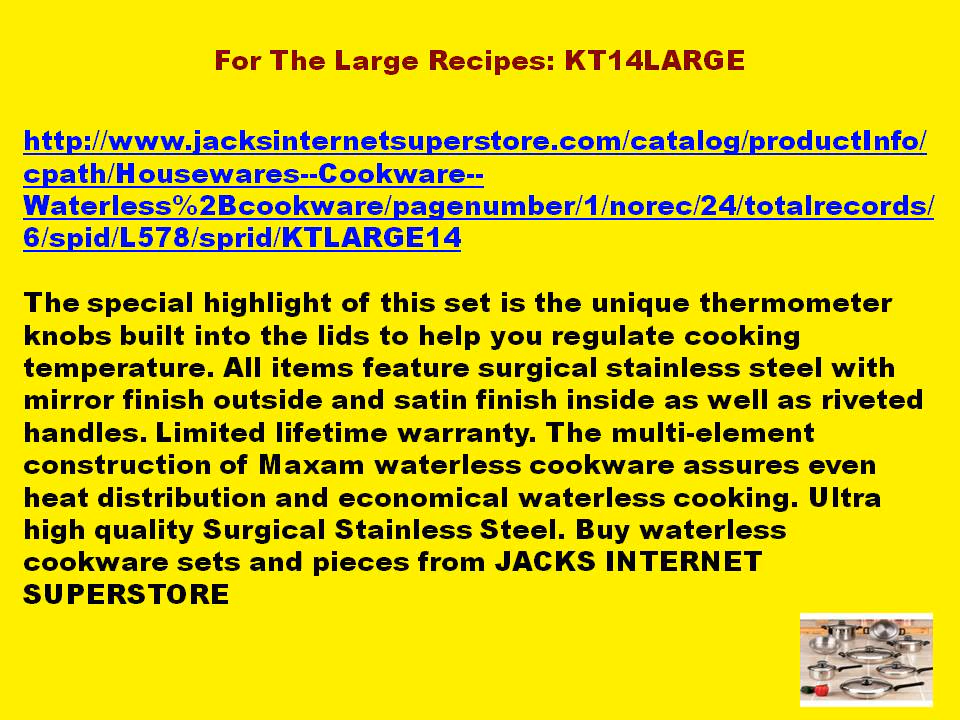 For The Large Recipes: KT14LARGE
http://www.jacksinternetsuperstore.com/catalog/productInfo/
cpath/Housewares--Cookware--
Waterless%2Bcookware/pagenumber/1/norec/24/totalrecords/
6/spid/L578/sprid/KTLARGE14
The special highlight of this set is the unique thermometer
knobs built into the lids to help you regulate cooking
temperature. All items feature surgical stainless steel with
mirror finish outside and satin finish inside as well as riveted
handles. Limited lifetime warranty. The multi-element
construction of Maxam waterless cookware assures even
heat distribution and economical waterless cooking. Ultra
high quality Surgical Stainless Steel. Buy waterless
cookware sets and pieces from JACKS INTERNET
SUPERSTORE